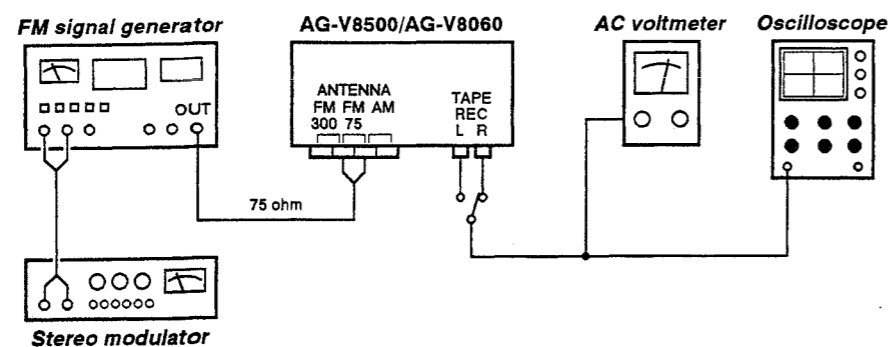 FM signal generator
AG-V8500/AG-V8060
AC voltmeter
Oscilloscope
OUT
ANTENNA
FM FM AM
300 75
TAPE
REC
L R
75 ohm
Stereo modulator